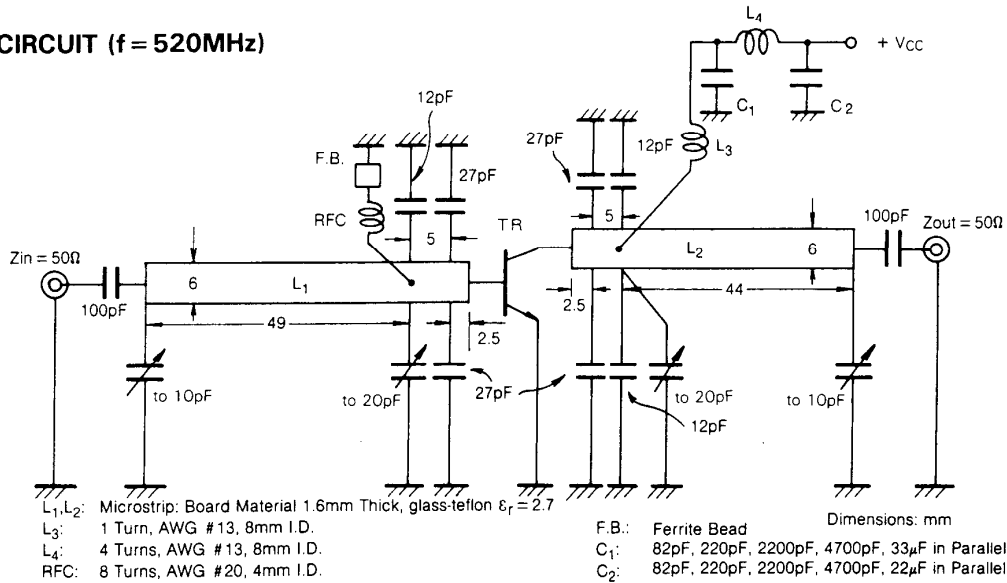 CIRCUIT (f = 520MHz)
L4
+ VCC
C1
C2
12pF
27pF
12pF
L3
F.B.
27pF
RFC
5
TR
5
100pF
Zout = 50Ω
Zin = 50Ω
L2
6
6
L1
100pF
2.5
44
49
2.5
to 10pF
to 20pF
27pF
to 20pF
to 10pF
12pF
L1,L2: Microstrip: Board Material 1.6mm Thick, glass-teflon εr = 2.7
L3: 1 Turn, AWG #13, 8mm I.D.
L4: 4 Turns, AWG #13, 8mm I.D.
RFC: 8 Turns, AWG #20, 4mm I.D.
Dimensions: mm
F.B.: Ferrite Bead
C1: 82pF, 220pF, 2200pF, 4700pF, 33μF in Parallel
C2: 82pF, 220pF, 2200pF, 4700pF, 22μF in Parallel